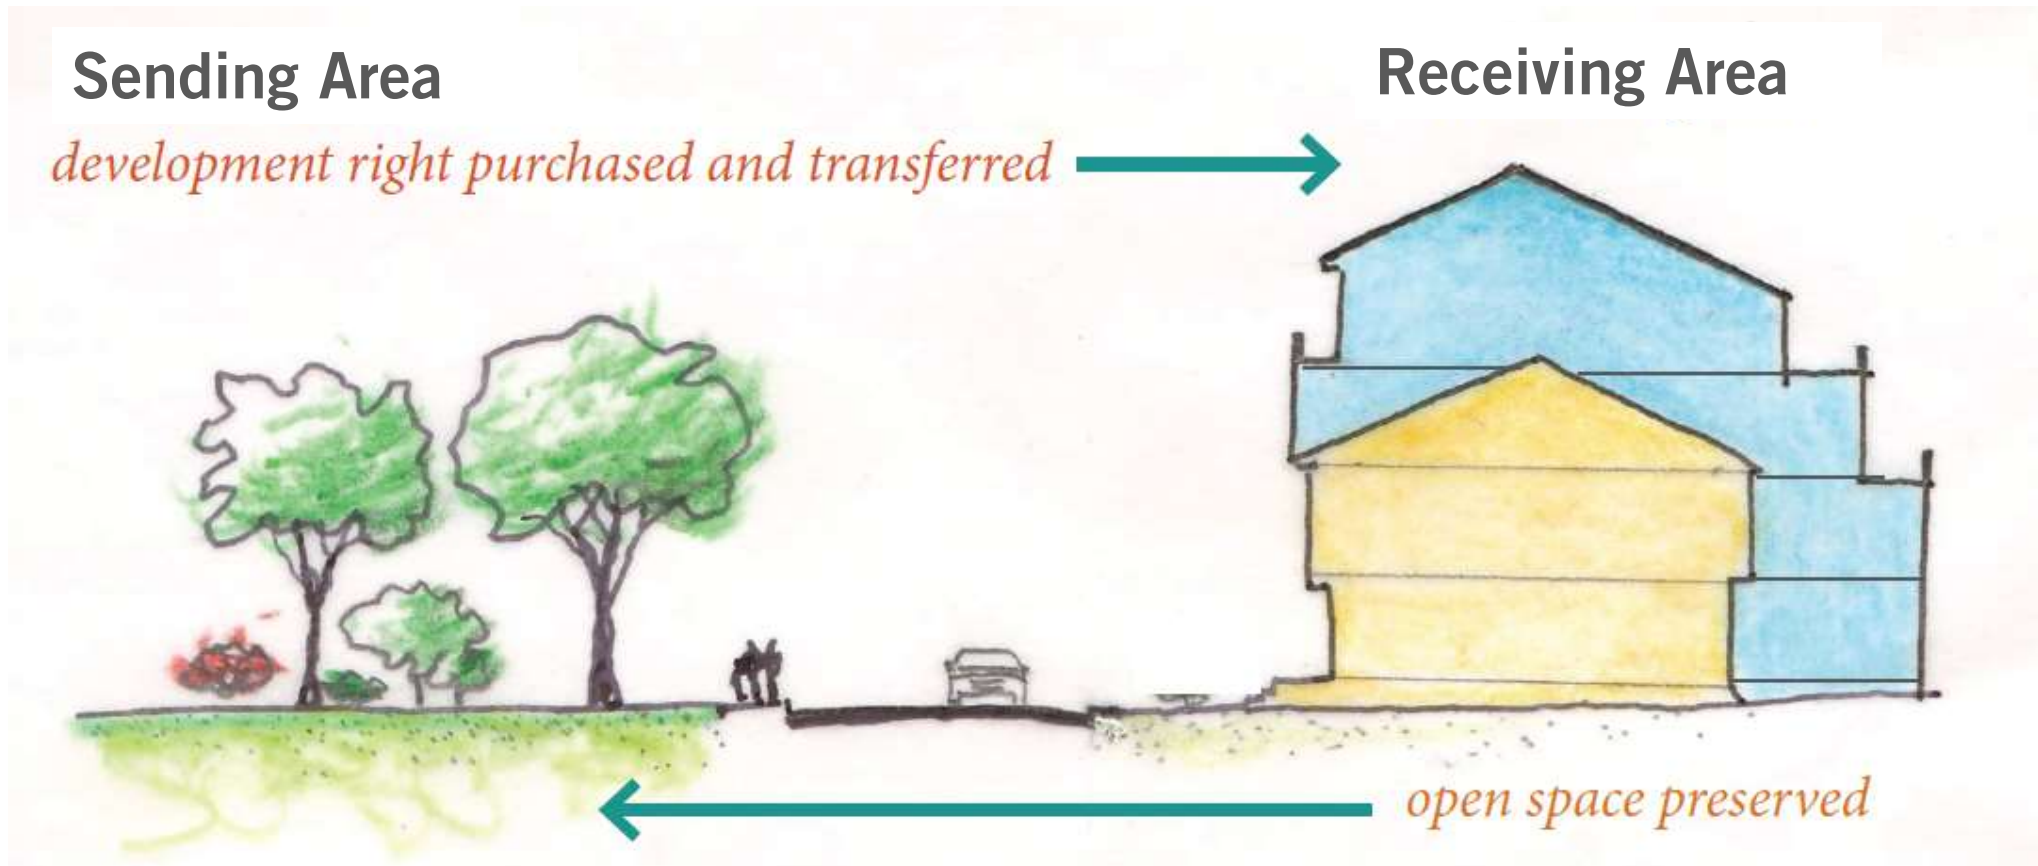 Sending Area
Receiving Area
development right purchased and transferred
open space preserved